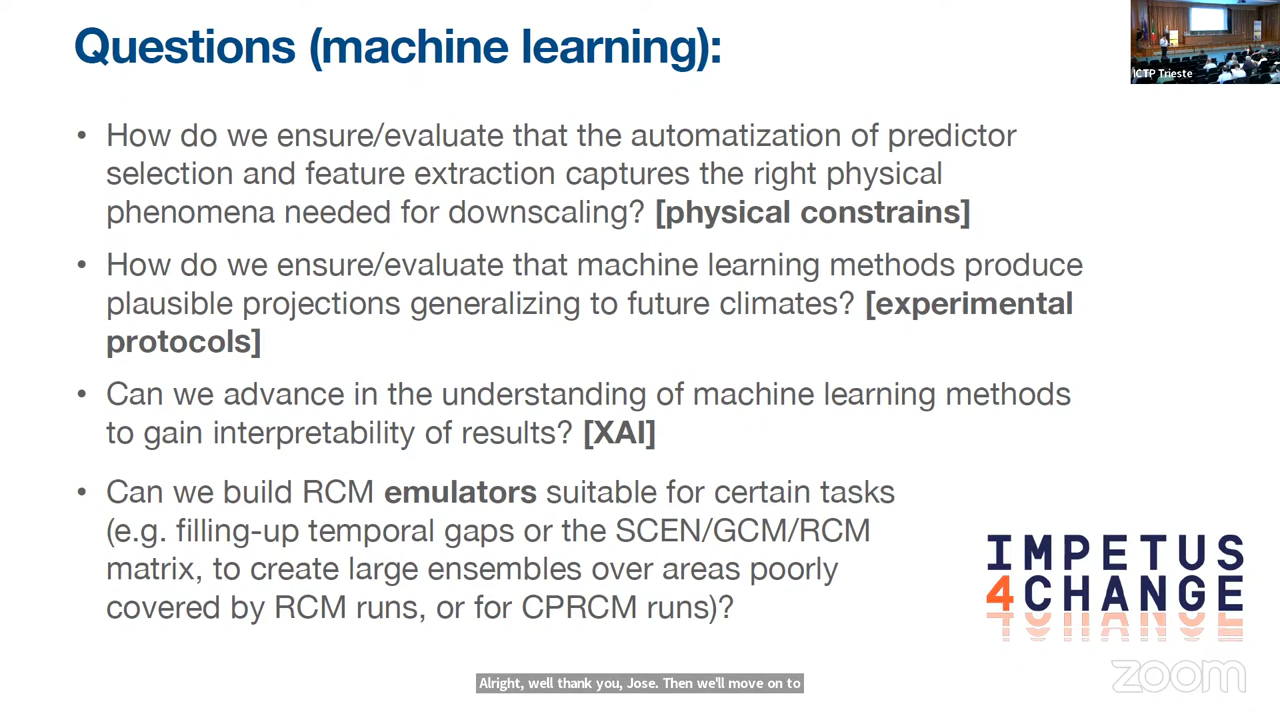 Questions (machine learning):
ICTP Trieste
• How do we ensure/evaluate that the automatization of predictor
selection and feature extraction captures the right physical
phenomena needed for downscaling? [physical constrains]
• How do we ensure/evaluate that machine learning methods produce
plausible projections generalizing to future climates? [experimental
protocols]
• Can we advance in the understanding of machine learning methods
to gain interpretability of results? [XAI]
• Can we build RCM emulators suitable for certain tasks
(e.g. filling-up temporal gaps or the SCEN/GCM/RCM
matrix, to create large ensembles over areas poorly
covered by RCM runs, or for CPRCM runs)?
IMPETUS
4CHANGE
4CHANGE
zoom
Alright, well thank you, Jose. Then we'll move on to